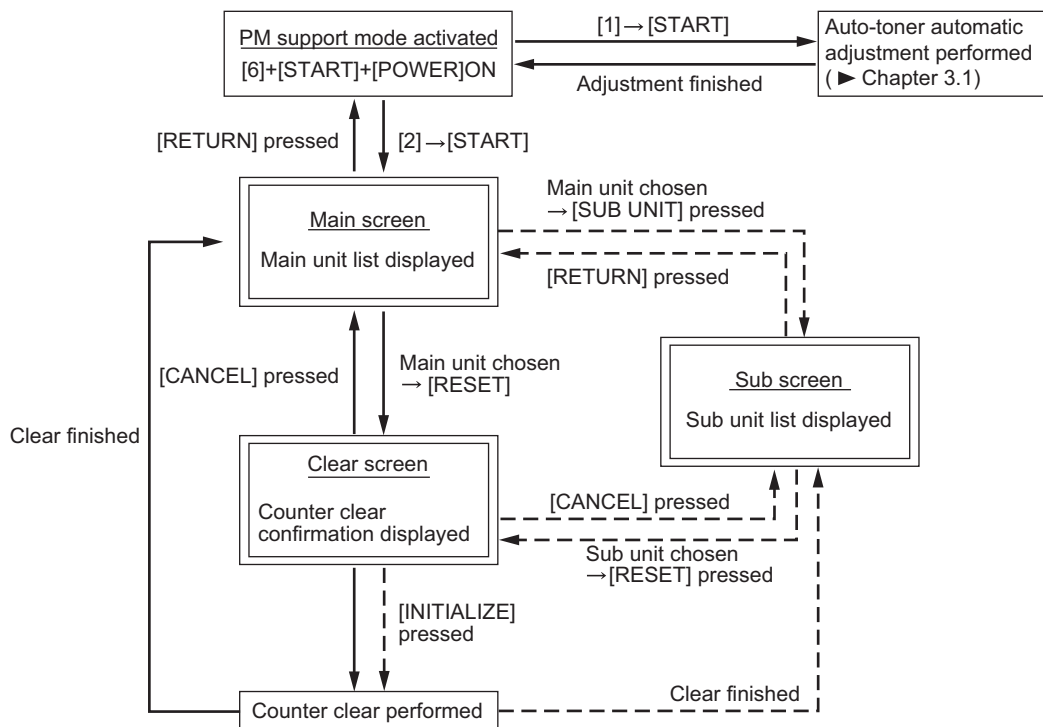 PM support mode activated
[6]+[START]+[POWER]ON
[1]→[START]
Adjustment finished
Auto-toner automatic
adjustment performed
( ► Chapter 3.1)
[RETURN] pressed
[2]→[START]
Main screen
Main unit list displayed
Main unit chosen
→[SUB UNIT] pressed
[RETURN] pressed
[CANCEL] pressed
Main unit chosen
→ [RESET]
Sub screen
Sub unit list displayed
Clear finished
Clear screen
Counter clear
confirmation displayed
[CANCEL] pressed
Sub unit chosen
→[RESET] pressed
[INITIALIZE]
pressed
Counter clear performed
Clear finished